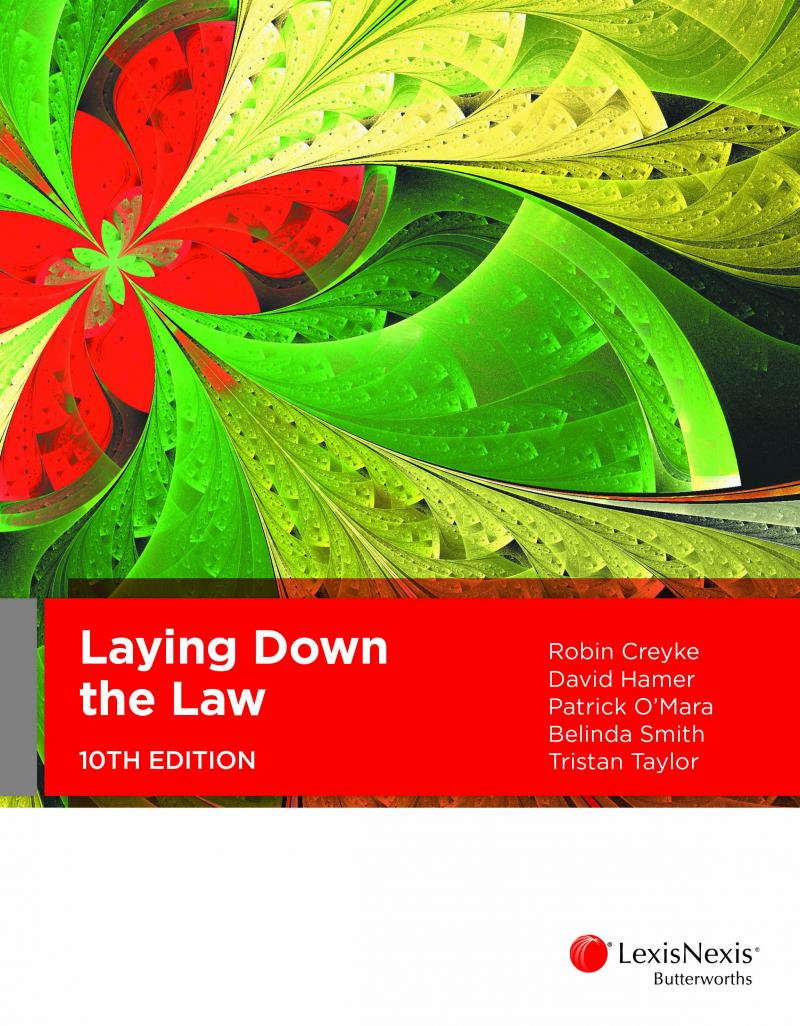 Laying Down
the Law
10TH EDITION
Robin Creyke
David Hamer
Patrick O'Mara
Belinda Smith
Tristan Taylor
LexisNexis®
Butterworths